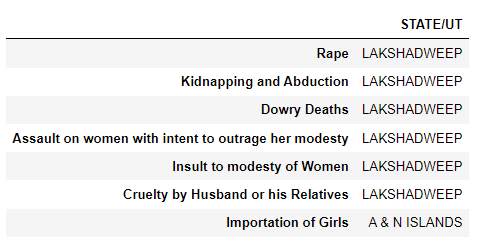 STATE/UT
Rape LAKSHADWEEP
Kidnapping and Abduction LAKSHADWEEP
Dowry Deaths LAKSHADWEEP
Assault on women with intent to outrage her modesty LAKSHADWEEP
Insult to modesty of Women LAKSHADWEEP
Cruelty by Husband or his Relatives LAKSHADWEEP
Importation of Girls A & N ISLANDS